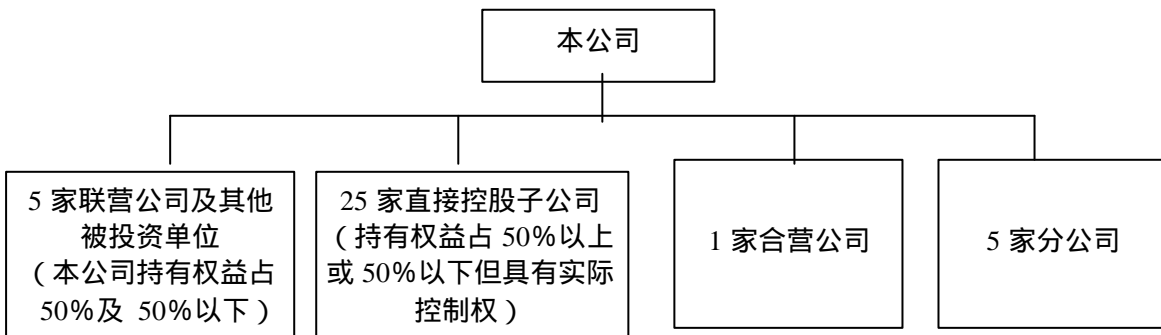 本公司
5 家联营公司及其他
被投资单位
（本公司持有权益占
50%及 50%以下）
25 家直接控股子公司
（持有权益占 50%以上
或 50%以下但具有实际
控制权）
1 家合营公司
5 家分公司